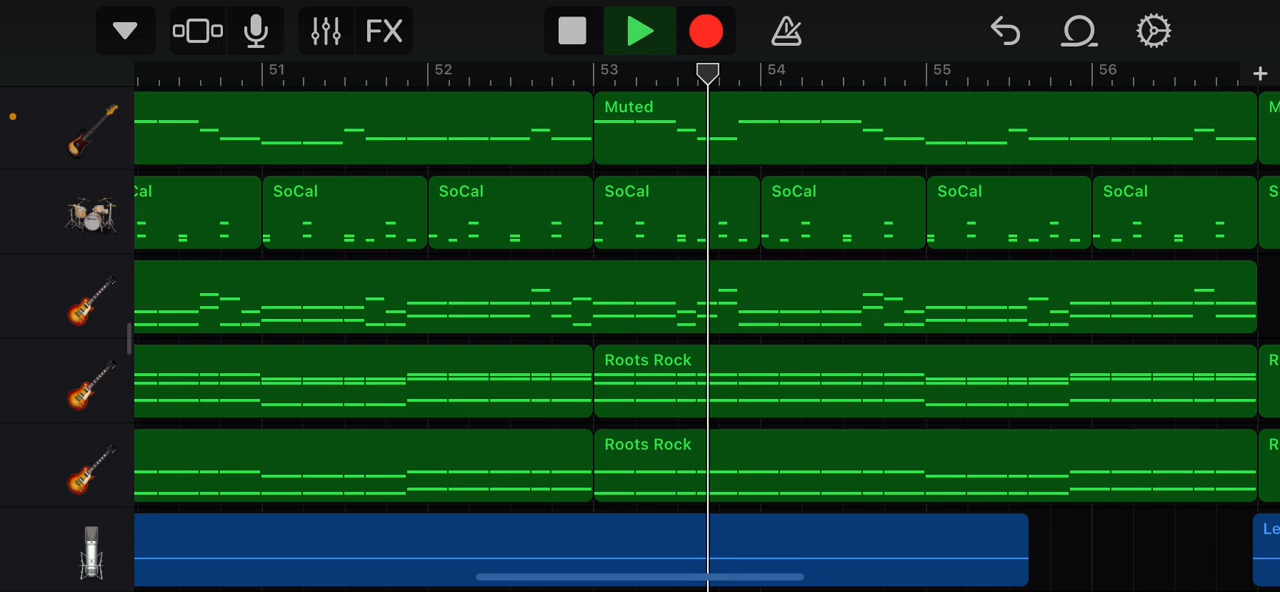 FX
51 52 53 54 55 56
Muted M
Cal SoCal SoCal SoCal SoCal SoCal SoCal S
Roots Rock R
Roots Rock R
Le